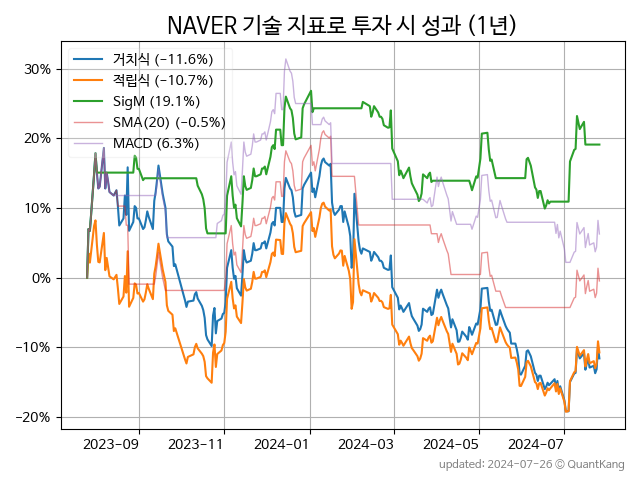 NAVER 기술 지표로 투자 시 성과 (1년)
거치식 (−11.6%)
적립식 (−10.7%)
SigM (19.1%)
SMA(20) (−0.5%)
MACD (6.3%)
30%
20%
10%
0%
−10%
−20%
2023−09
2023−11
2024−01
2024−03
2024−05
2024−07
updated: 2024−07−26 ⓒ QuantKang